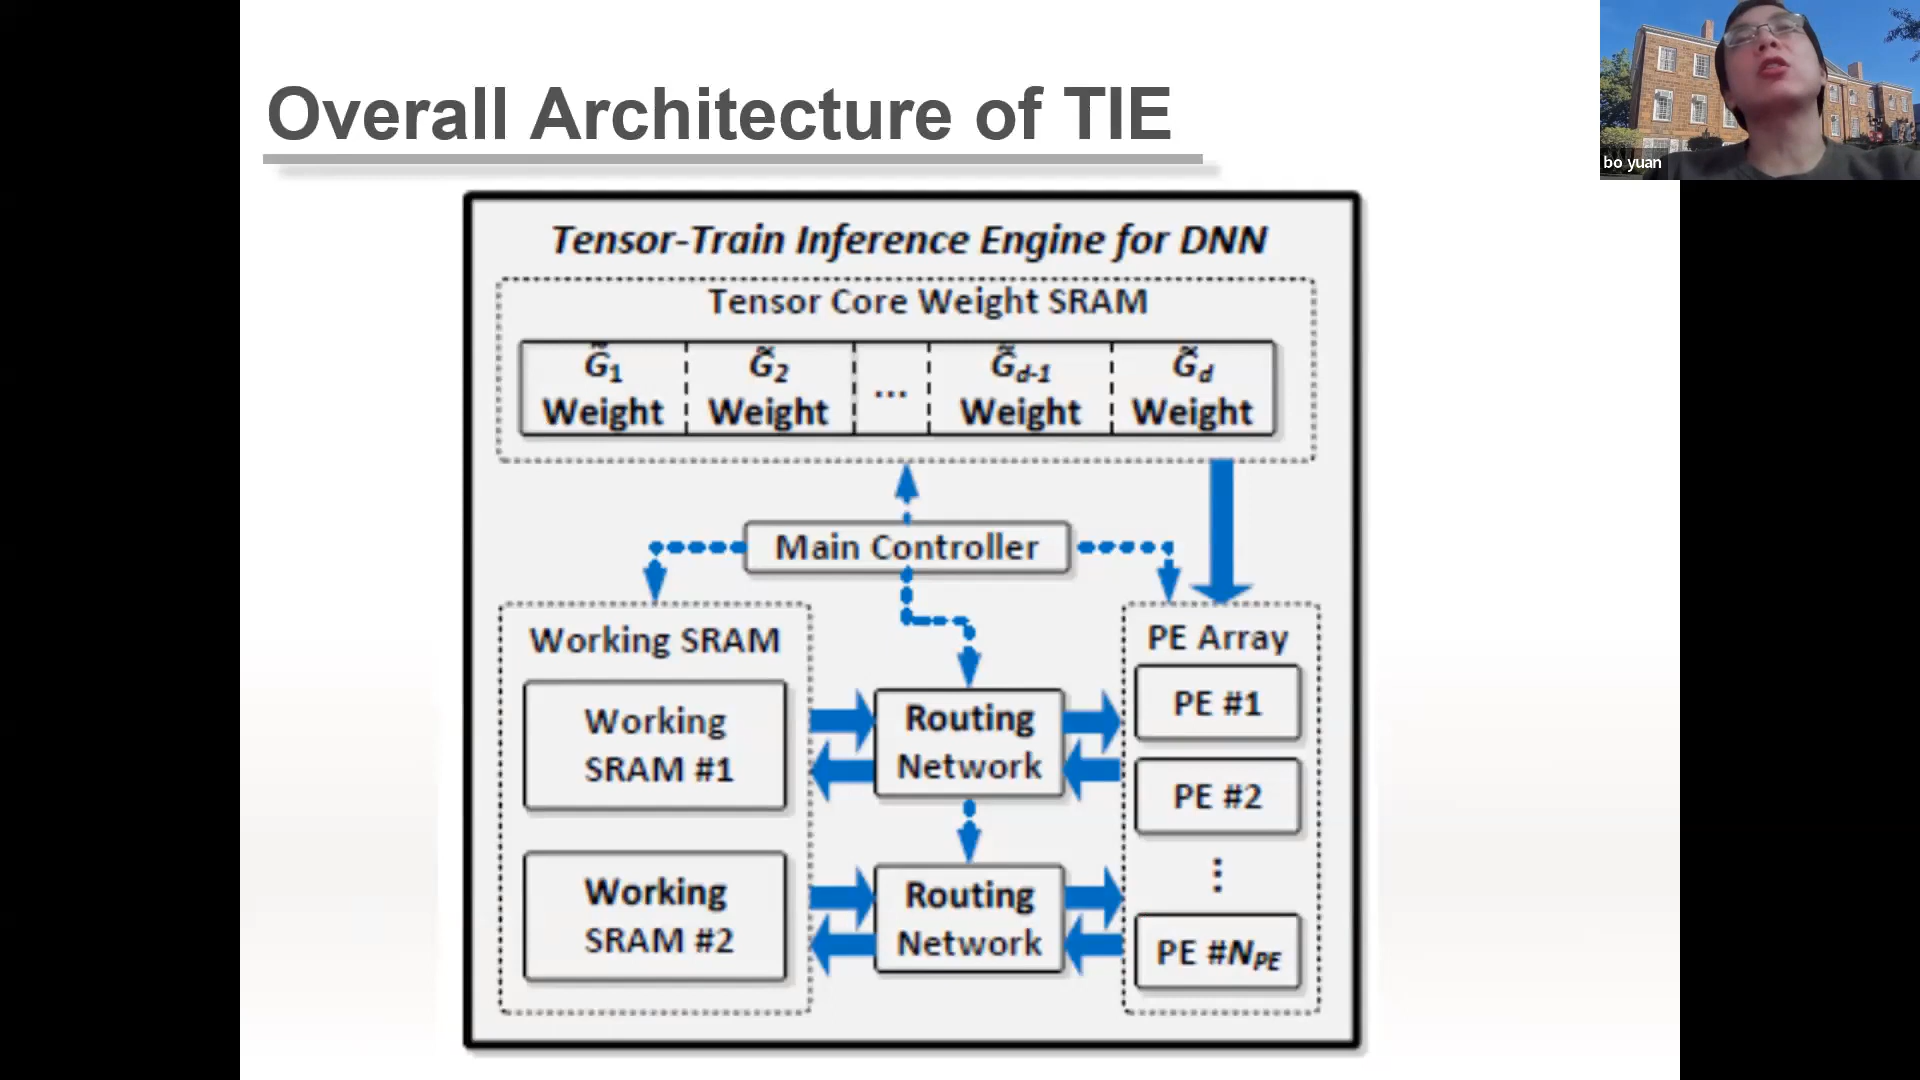 Overall Architecture of TIE
bo yuan
Tensor-Train Inference Engine for DNN
Tensor Core Weight SRAM
G̃1 Weight
G̃2 Weight
...
G̃d-1 Weight
G̃d Weight
Main Controller
Working SRAM
Working
SRAM #1
Working
SRAM #2
Routing
Network
Routing
Network
PE Array
PE #1
PE #2
⋮
PE #NPE